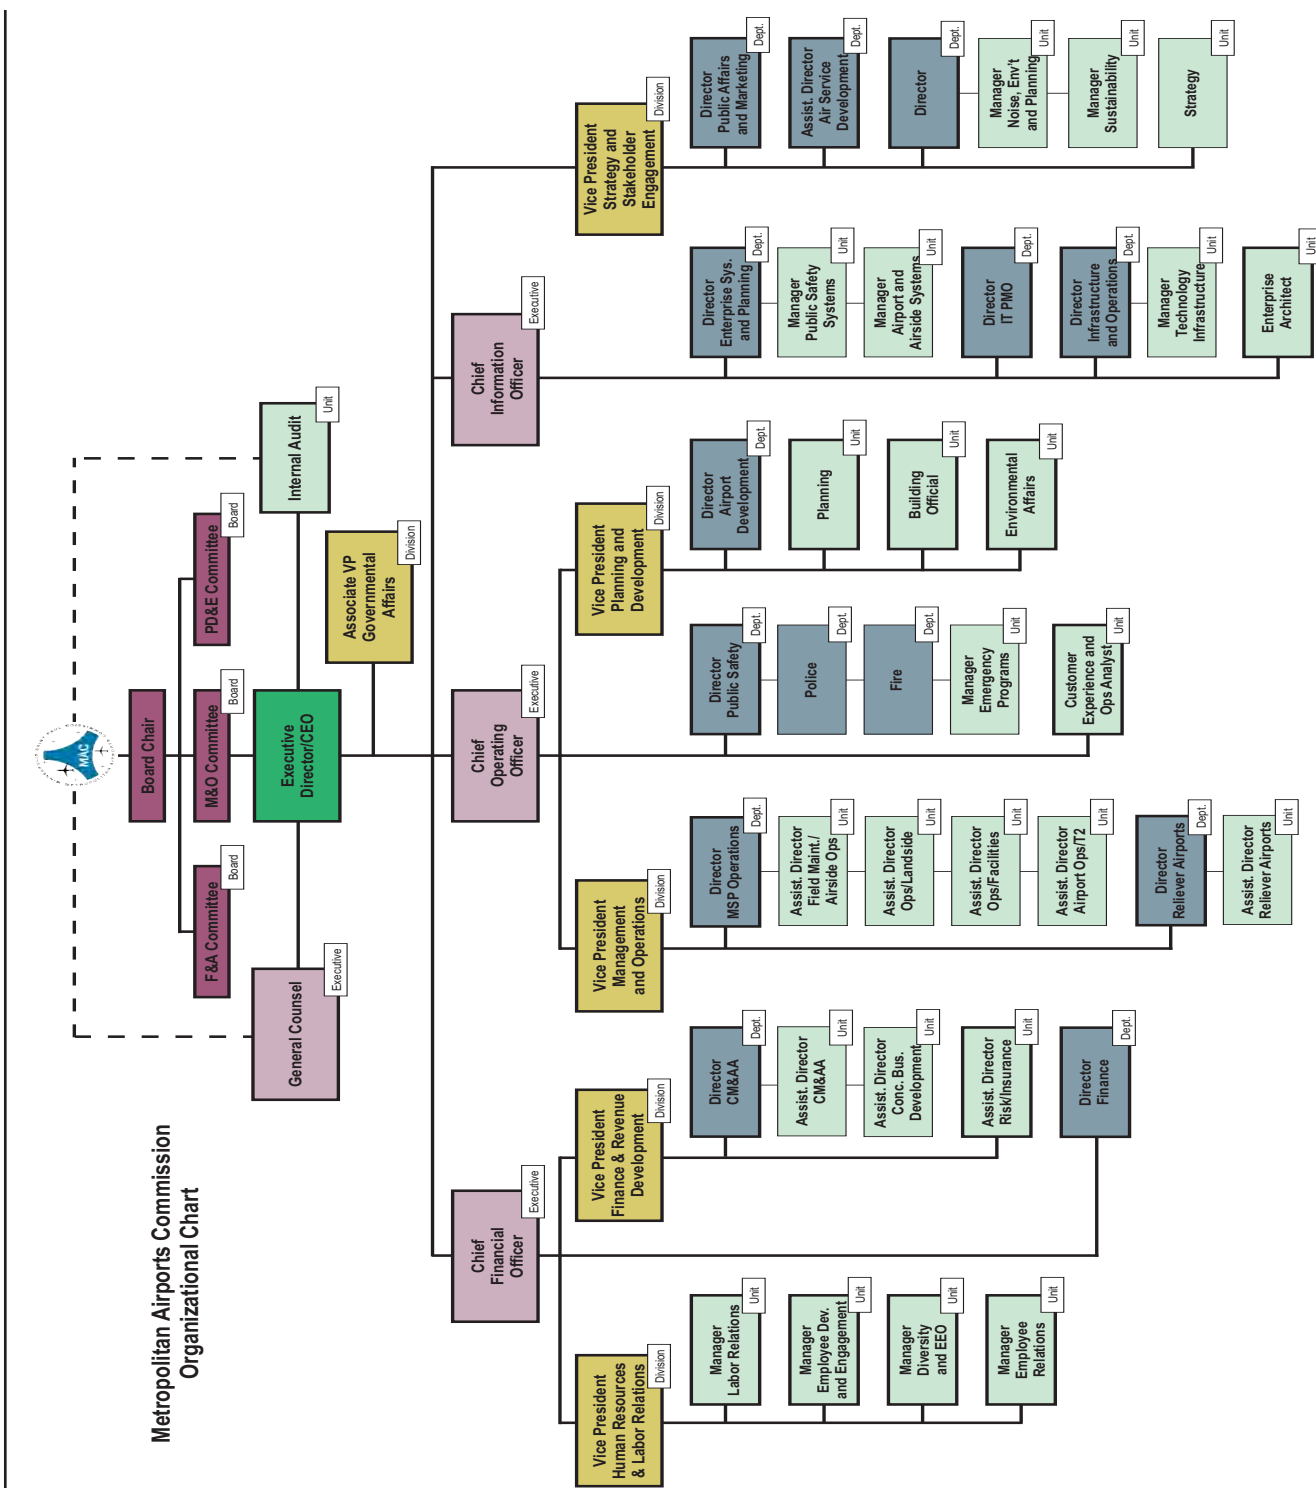 Metropolitan Airports Commission
Organizational Chart
MAC
Board Chair
F&A Committee
Board
M&O Committee
Board
PD&E Committee
Board
General Counsel
Executive
Executive
Director/CEO
Internal Audit
Unit
Associate VP
Governmental
Affairs
Division
Chief
Financial
Officer
Executive
Chief
Operating
Officer
Executive
Chief
Information
Officer
Executive
Vice President
Human Resources
& Labor Relations
Division
Vice President
Finance & Revenue
Development
Division
Vice President
Management
and Operations
Division
Vice President
Planning and
Development
Division
Vice President
Strategy and
Stakeholder
Engagement
Division
Manager
Labor Relations
Unit
Manager
Employee Dev.
and Engagement
Unit
Manager
Diversity
and EEO
Unit
Manager
Employee
Relations
Unit
Director
CM&AA
Dept.
Assist. Director
CM&AA
Unit
Assist. Director
Conc. Bus.
Development
Unit
Assist. Director
Risk/Insurance
Unit
Director
Finance
Dept.
Director
MSP Operations
Dept.
Assist. Director
Field Maint./
Airside Ops
Unit
Assist. Director
Ops/Landside
Unit
Assist. Director
Ops/Facilities
Unit
Assist. Director
Airport Ops/T2
Unit
Director
Reliever Airports
Dept.
Assist. Director
Reliever Airports
Unit
Director
Public Safety
Dept.
Police
Dept.
Fire
Dept.
Manager
Emergency
Programs
Unit
Customer
Experience and
Ops Analyst
Unit
Director
Airport
Development
Dept.
Planning
Unit
Building
Official
Unit
Environmental
Affairs
Unit
Director
Enterprise Sys.
and Planning
Dept.
Manager
Public Safety
Systems
Unit
Manager
Airport and
Airside Systems
Unit
Director
IT PMO
Dept.
Director
Infrastructure
and Operations
Dept.
Manager
Technology
Infrastructure
Unit
Enterprise
Architect
Unit
Director
Public Affairs
and Marketing
Dept.
Assist. Director
Air Service
Development
Dept.
Director
Dept.
Manager
Noise, Env't
and Planning
Unit
Manager
Sustainability
Unit
Strategy
Unit